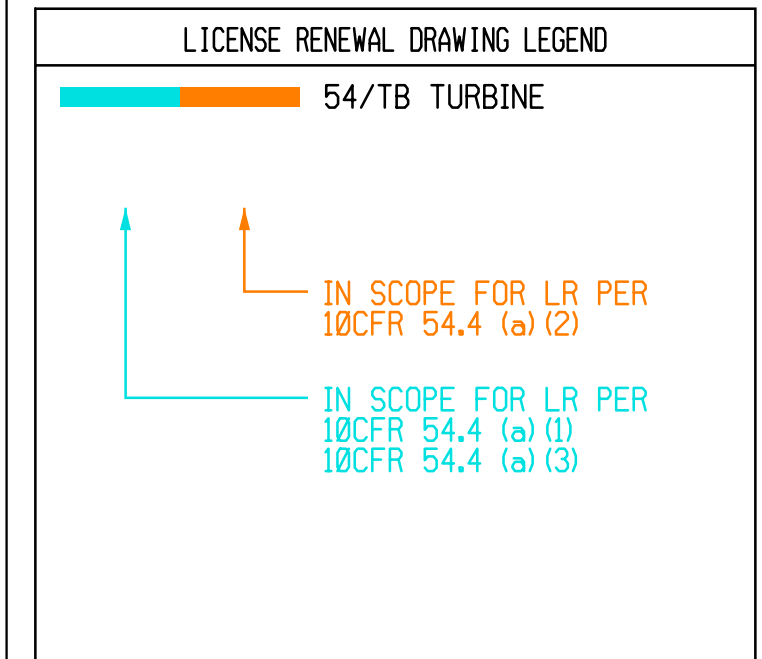 LICENSE RENEWAL DRAWING LEGEND
54/TB TURBINE
IN SCOPE FOR LR PER
10CFR 54.4 (a)(2)
IN SCOPE FOR LR PER
10CFR 54.4 (a)(1)
10CFR 54.4 (a)(3)